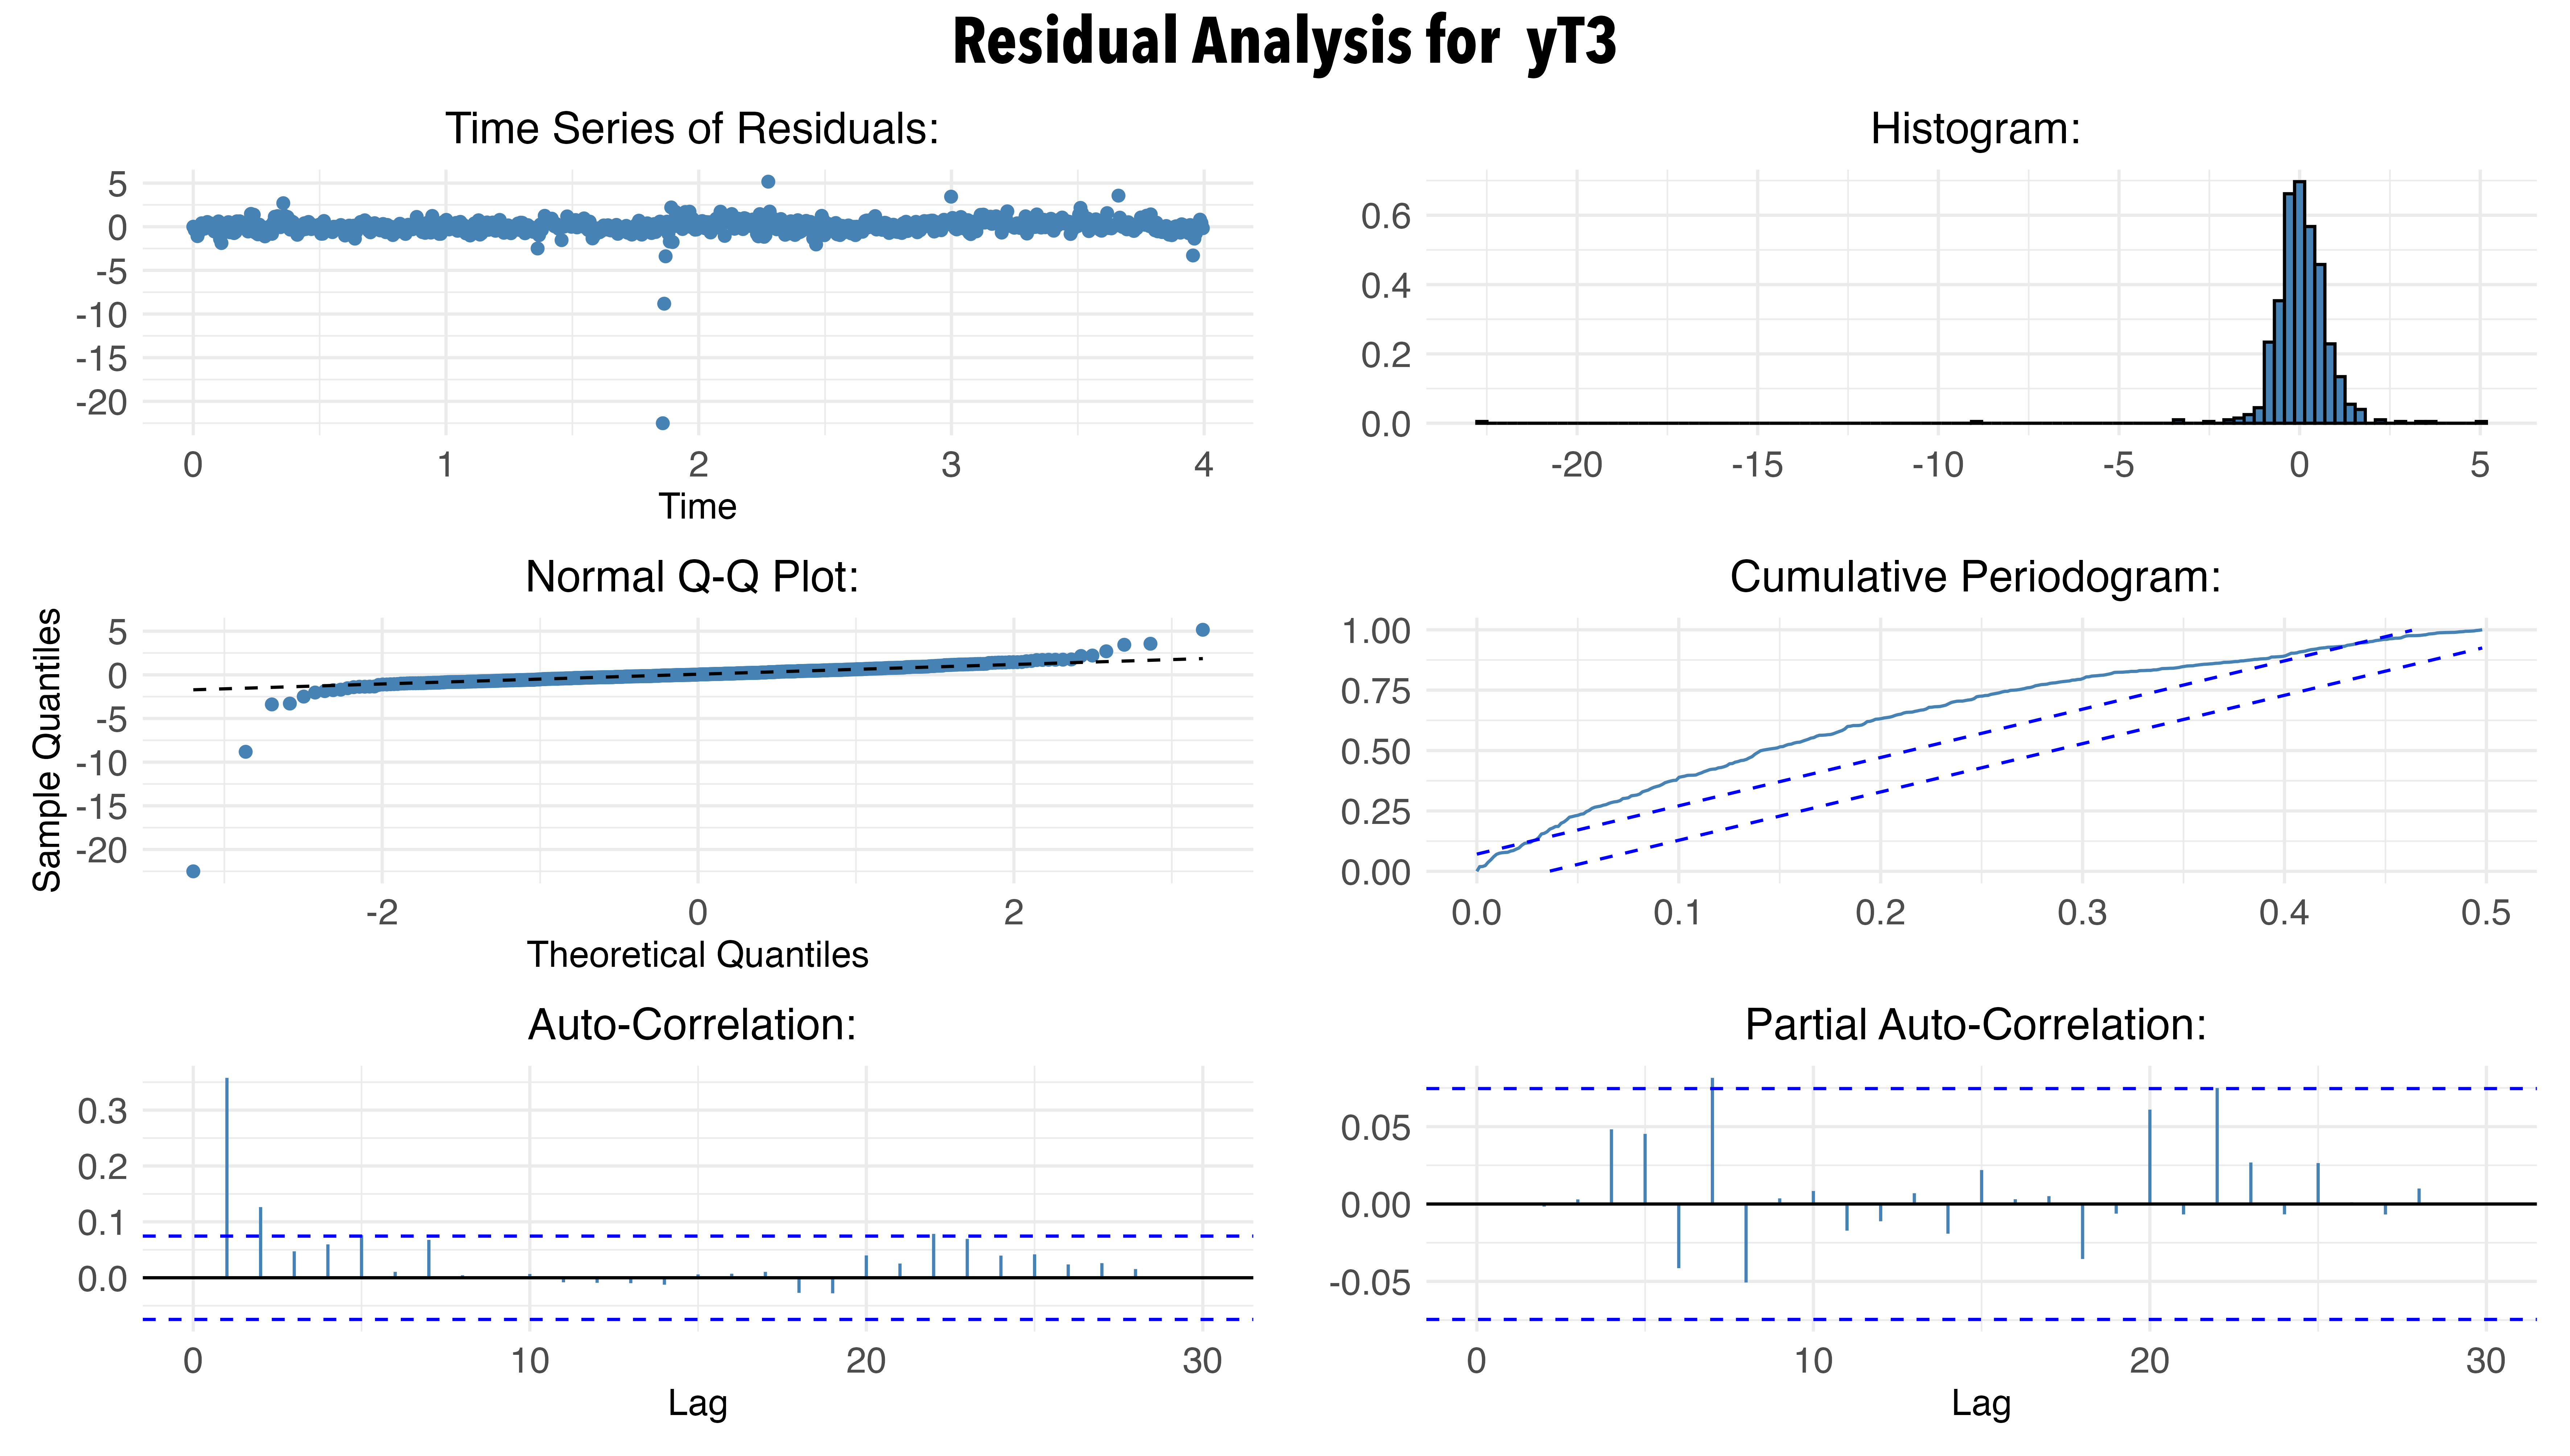 Residual Analysis for yT3
Time Series of Residuals:
5
0
-5
-10
-15
-20
0 1 2 3 4
Time
Histogram:
0.6
0.4
0.2
0.0
-20 -15 -10 -5 0 5
Normal Q-Q Plot:
Sample Quantiles
5
0
-5
-10
-15
-20
-2 0 2
Theoretical Quantiles
Cumulative Periodogram:
1.00
0.75
0.50
0.25
0.00
0.0 0.1 0.2 0.3 0.4 0.5
Auto-Correlation:
0.3
0.2
0.1
0.0
0 10 20 30
Lag
Partial Auto-Correlation:
0.05
0.00
-0.05
0 10 20 30
Lag